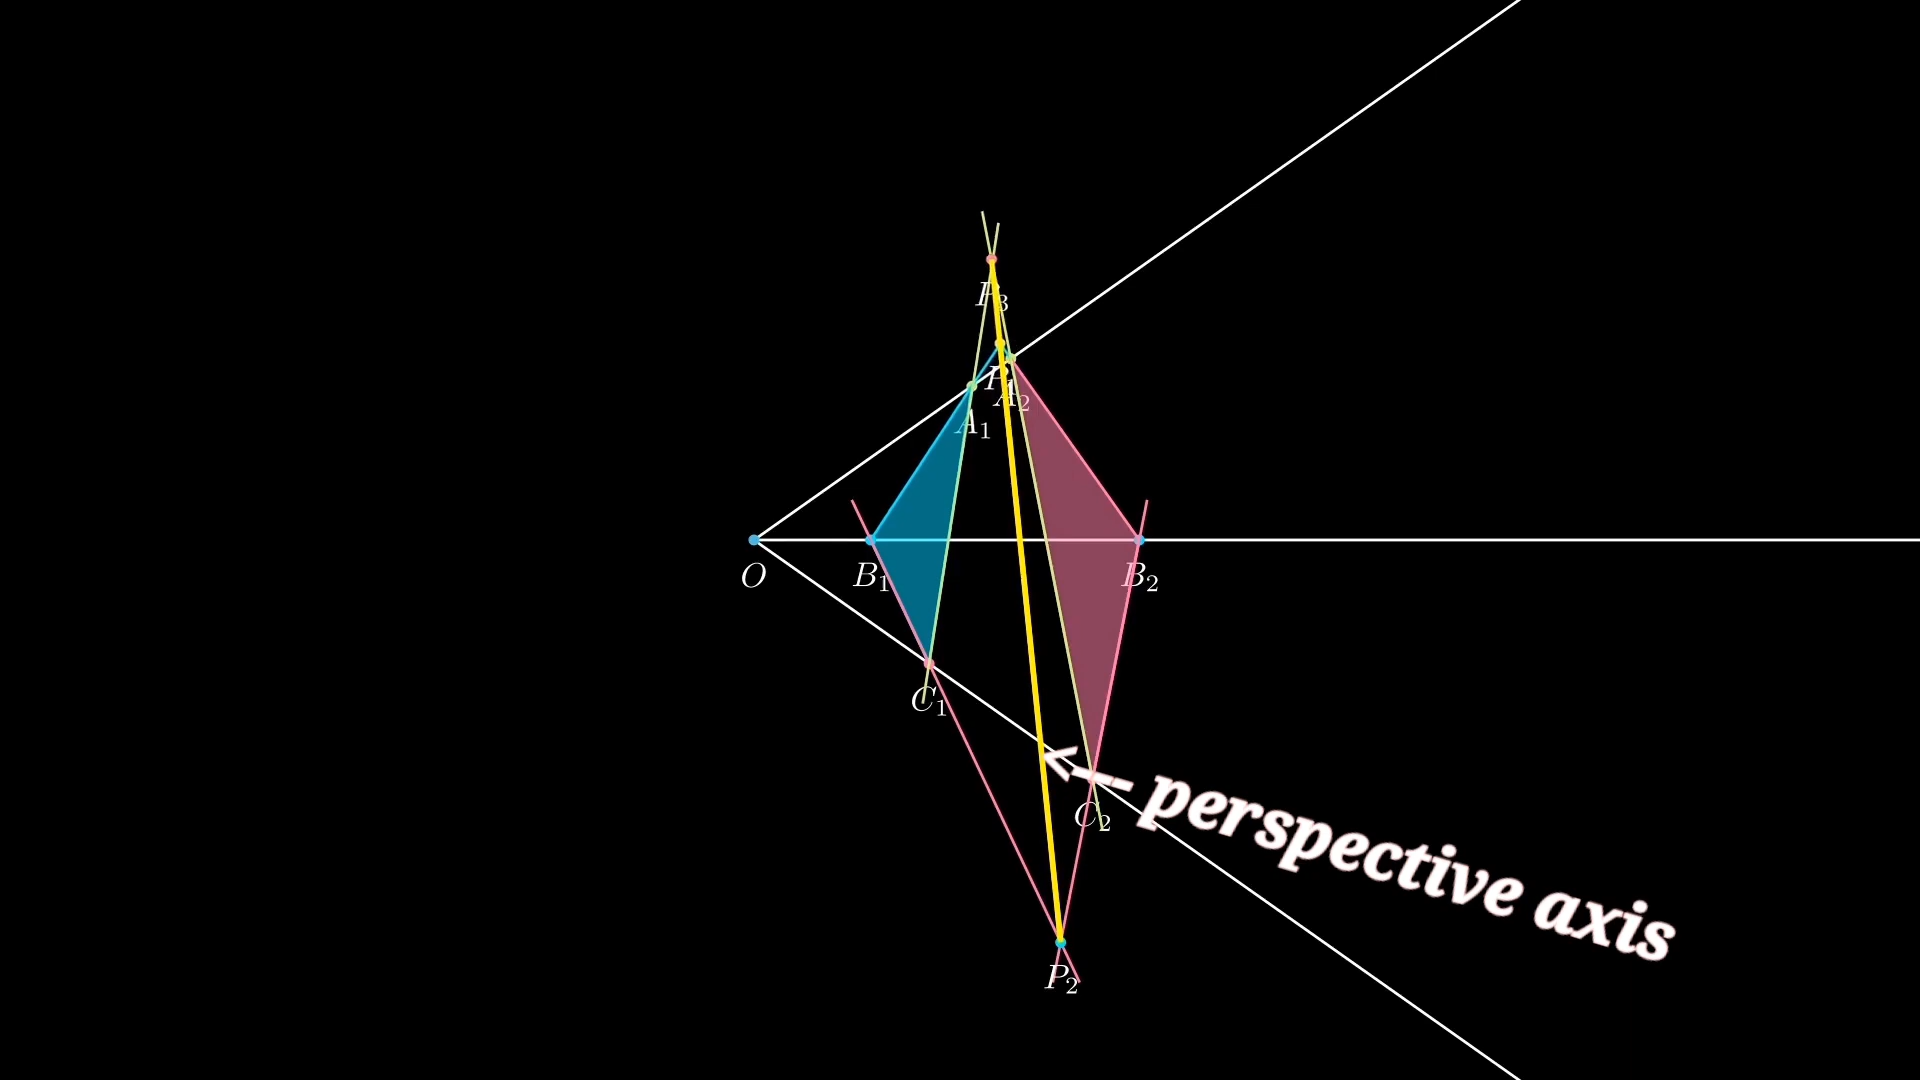 P₃
P₁
A₂
A₁
O
B₁
B₂
C₁
C₂
<-- perspective axis
P₂